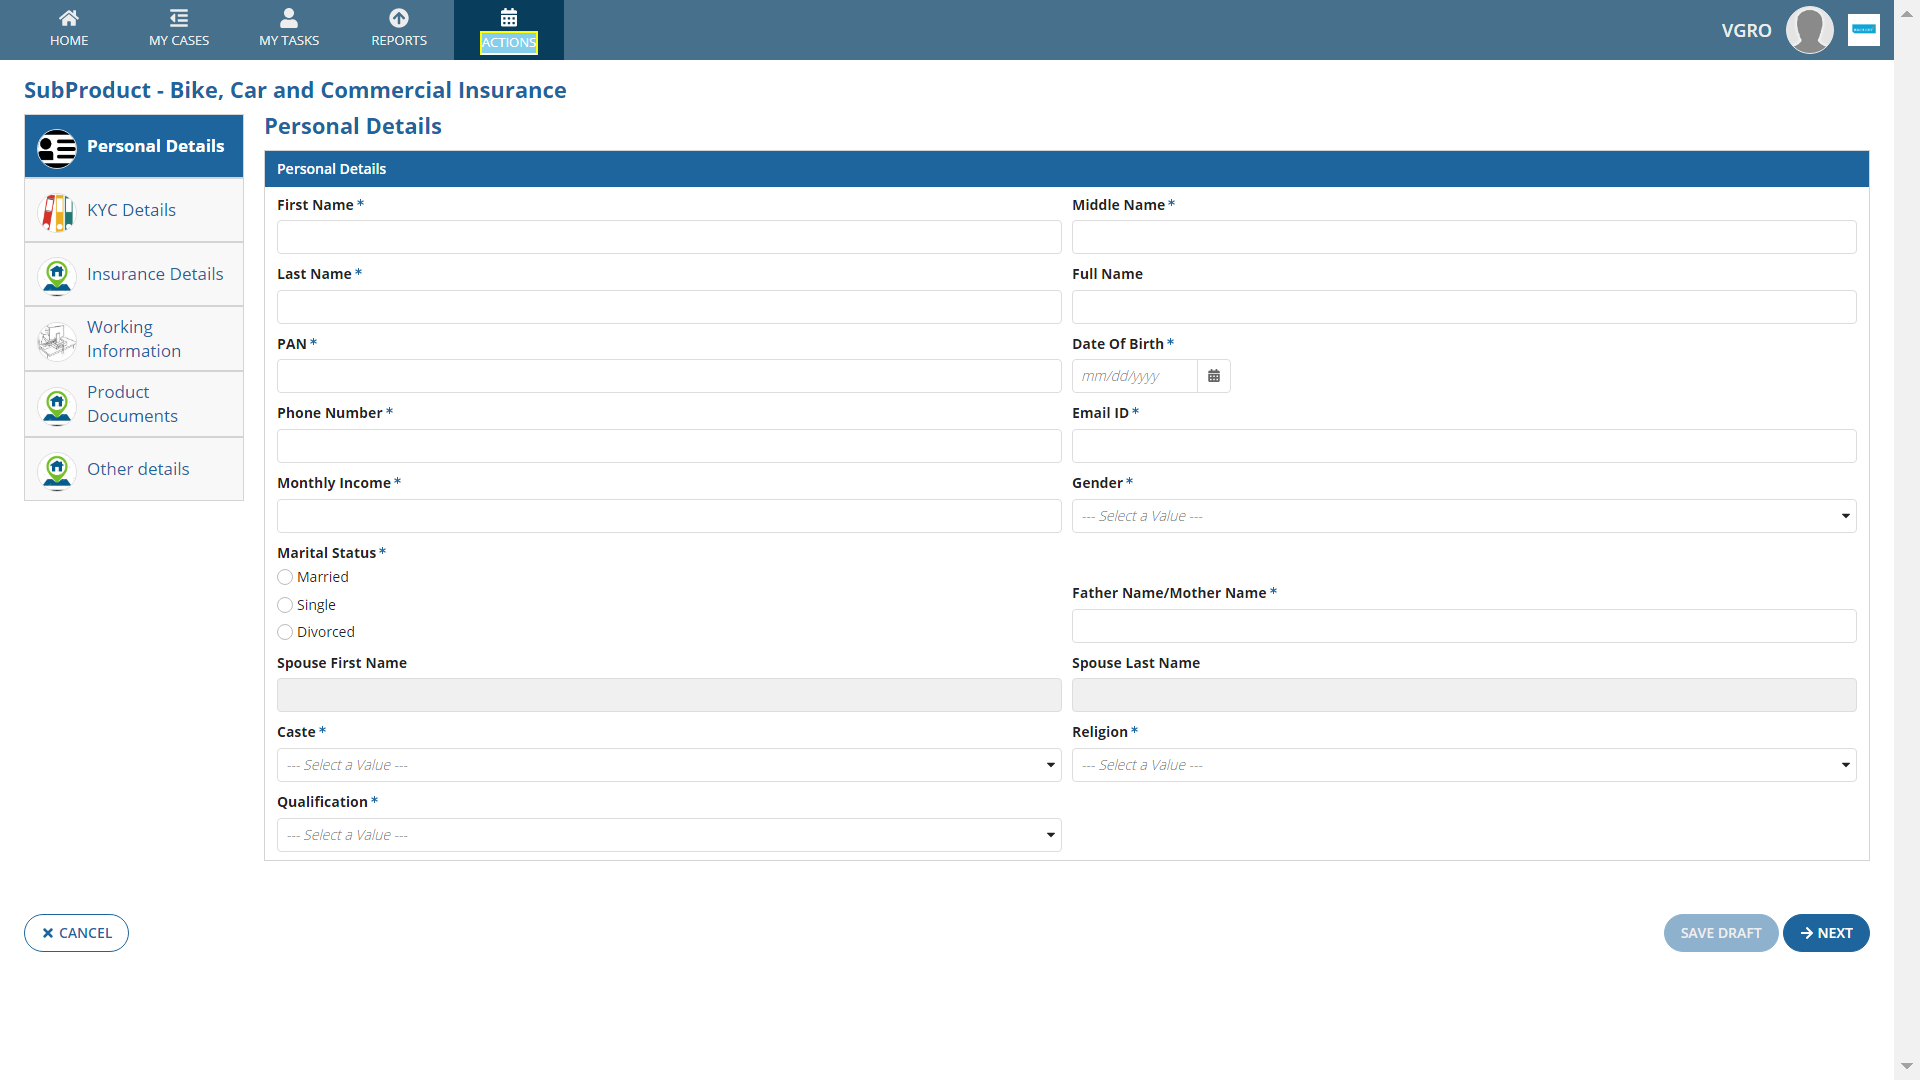 HOME
MY CASES
MY TASKS
REPORTS
ACTIONS
VGRO
SubProduct - Bike, Car and Commercial Insurance
Personal Details
KYC Details
Insurance Details
Working
Information
Product
Documents
Other details
Personal Details
Personal Details
First Name *
Middle Name *
Last Name *
Full Name
PAN *
Date Of Birth *
mm/dd/yyyy
Phone Number *
Email ID *
Monthly Income *
Gender *
--- Select a Value ---
Marital Status *
Married
Single
Divorced
Father Name/Mother Name *
Spouse First Name
Spouse Last Name
Caste *
--- Select a Value ---
Religion *
--- Select a Value ---
Qualification *
--- Select a Value ---
CANCEL
SAVE DRAFT
NEXT